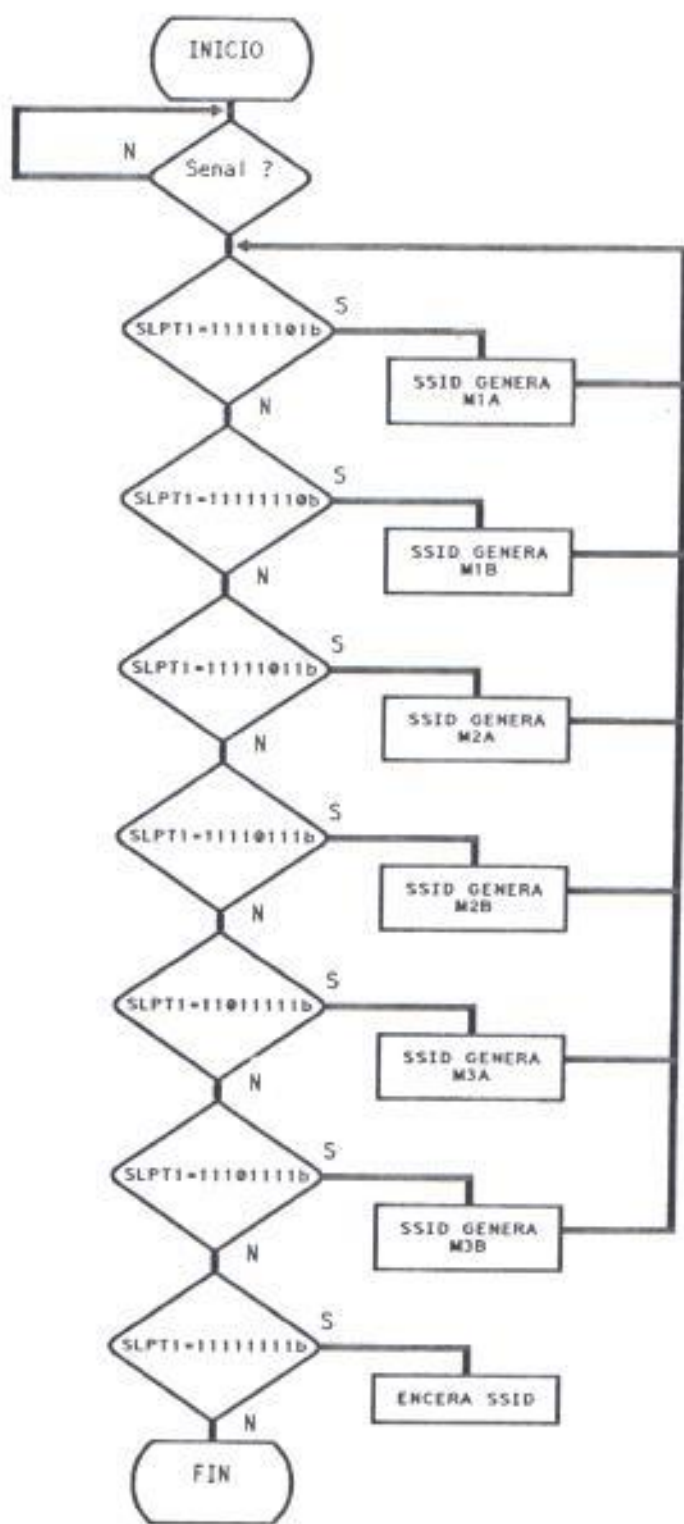 INICIO
N
Senal ?
S
SLPT1=11111101b
SSID GENERA
M1A
N
S
SLPT1=11111110b
SSID GENERA
M1B
N
S
SLPT1=11111011b
SSID GENERA
M2A
N
S
SLPT1=11110111b
SSID GENERA
M2B
N
S
SLPT1=11011111b
SSID GENERA
M3A
N
S
SLPT1=11101111b
SSID GENERA
M3B
N
S
SLPT1=11111111b
ENCERA SSID
N
FIN